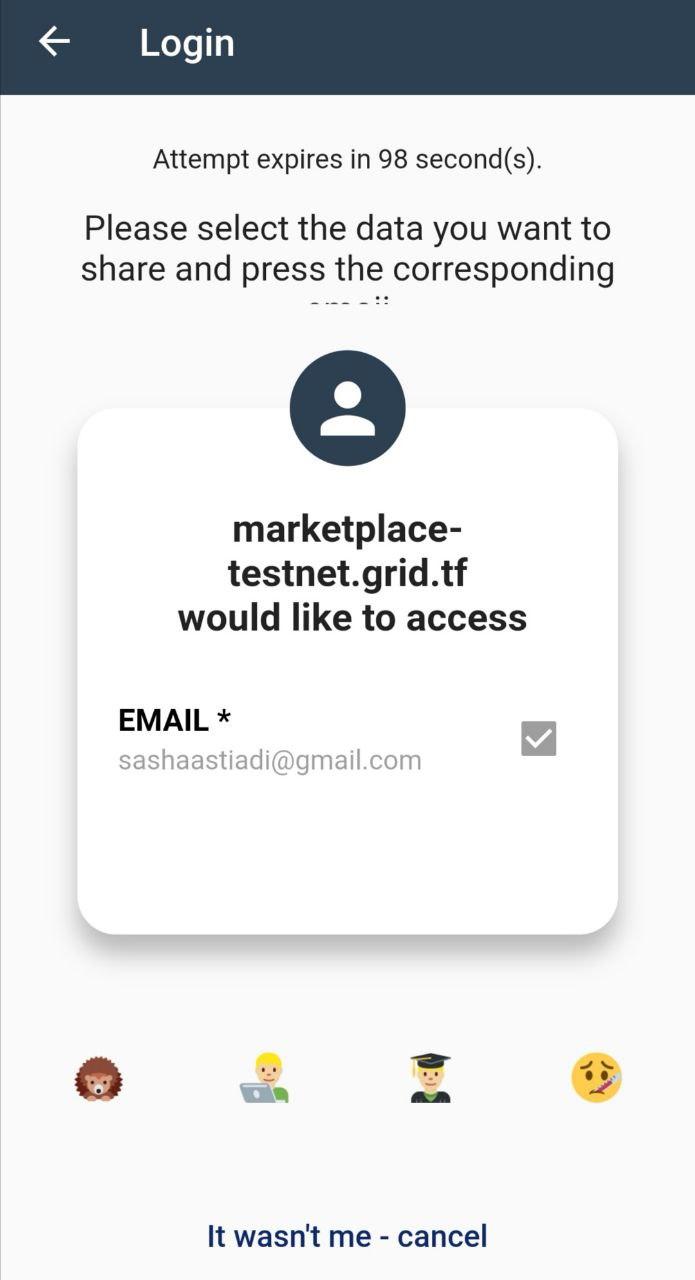 Login
Attempt expires in 98 second(s).
Please select the data you want to
share and press the corresponding
marketplace-
testnet.grid.tf
would like to access
EMAIL *
sashaastiadi@gmail.com
It wasn't me - cancel